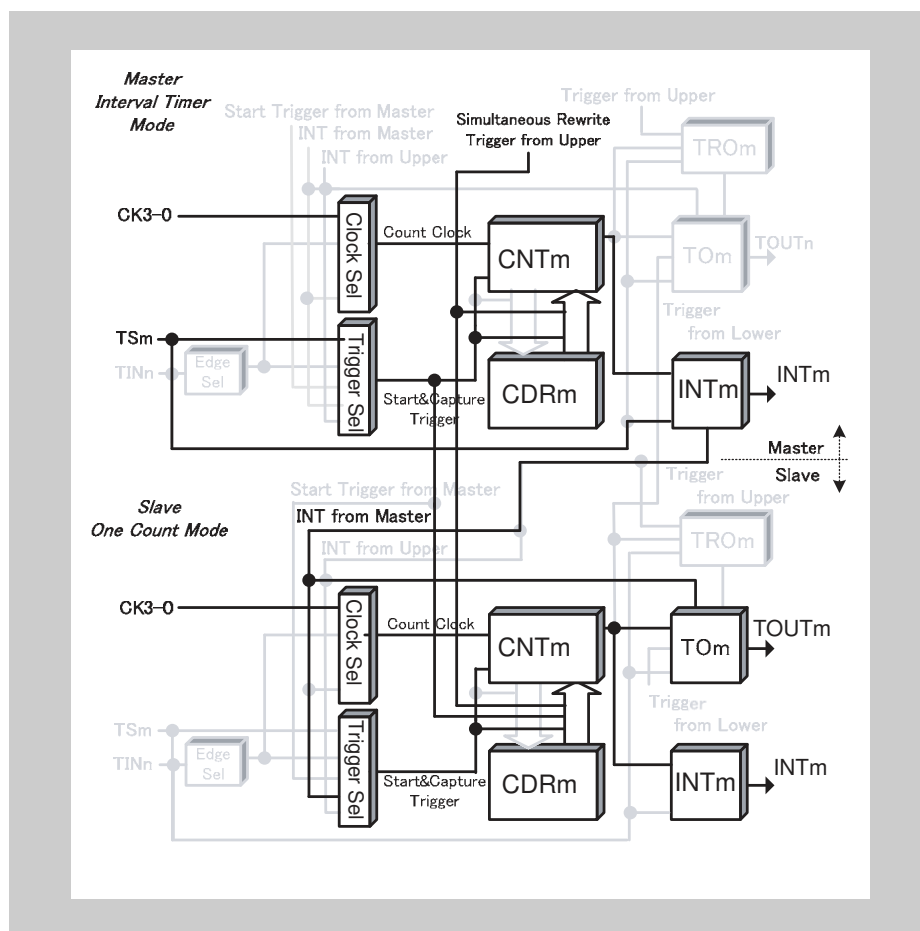 Master
Interval Timer
Mode
Trigger from Upper
Start Trigger from Master
INT from Master
INT from Upper
Simultaneous Rewrite
Trigger from Upper
TROm
CK3-0
Clock Sel
Count Clock
CNTm
TOm
TOUTn
Trigger
from Lower
TSm
TINn
Edge
Sel
Trigger Sel
Start&Capture
Trigger
CDRm
INTm
INTm
Master
Slave
Slave
One Count Mode
Start Trigger from Master
INT from Master
INT from Upper
Trigger
from Upper
TROm
CK3-0
Clock Sel
Count Clock
CNTm
TOm
TOUTm
Trigger
from Lower
TSm
TINn
Edge
Sel
Trigger Sel
Start&Capture
Trigger
CDRm
INTm
INTm